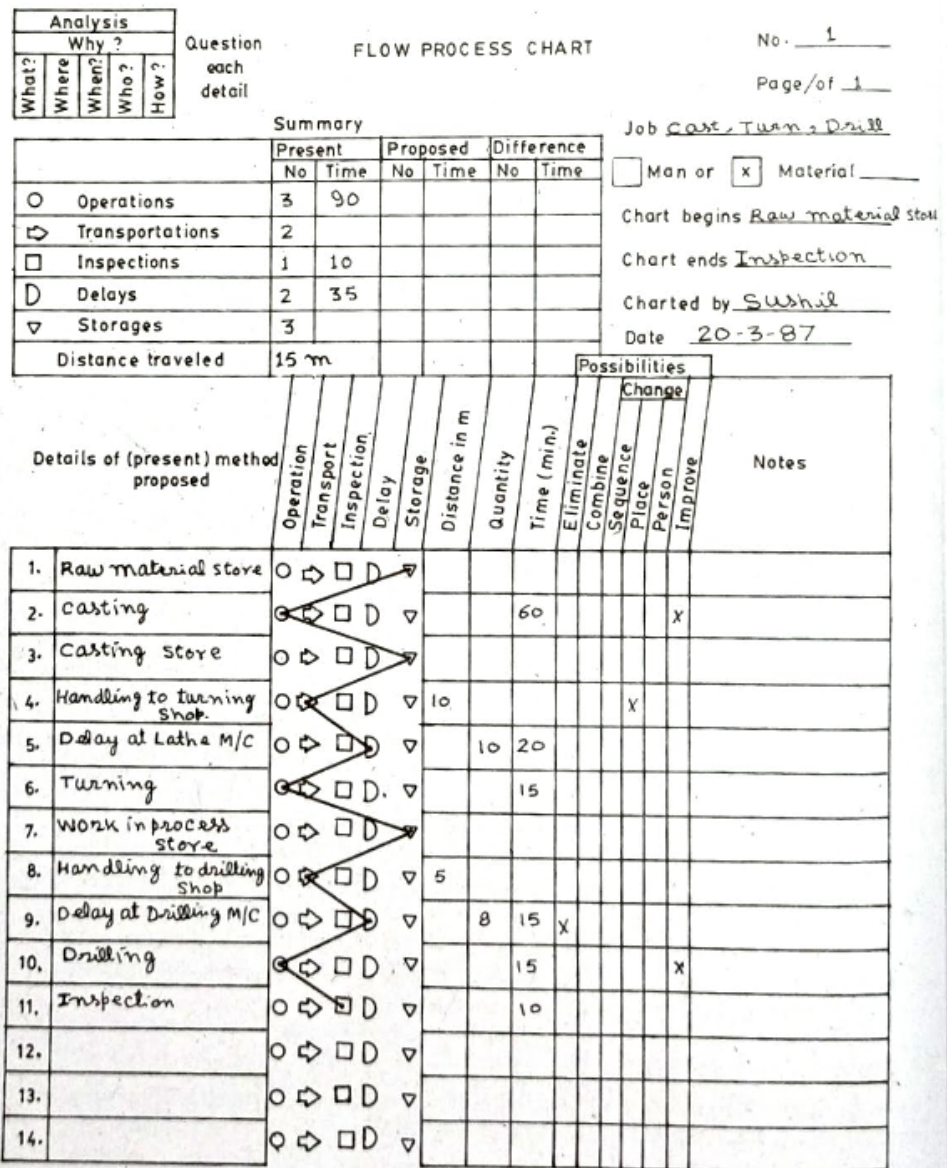 Analysis
Why ?
What?
Where
When?
Who?
How?
Question
each
detail
FLOW PROCESS CHART
No. 1
Page/of 1
Job Cast, Turn, Drill
Man or x Material
Chart begins Raw material stou
Chart ends Inspection
Charted by Sushil
Date 20-3-87
Summary
Present Proposed Difference
No Time No Time No Time
Operations 3 90
Transportations 2
Inspections 1 10
Delays 2 35
Storages 3
Distance traveled 15 m
Possibilities
Change
Details of (present) method
proposed
Operation
Transport
Inspection
Delay
Storage
Distance in m
Quantity
Time (min.)
Eliminate
Combine
Sequence
Place
Person
Improve
Notes
1. Raw material store
2. Casting 60 x
3. Casting Store
4. Handling to turning 10 x
Shop.
5. Delay at Lathe M/C 10 20
6. Turning 15
7. Work in process
store
8. Handling to drilling 5
Shop
9. Delay at Drilling M/C 8 15 x
10. Drilling 15 x
11. Inspection 10
12.
13.
14.